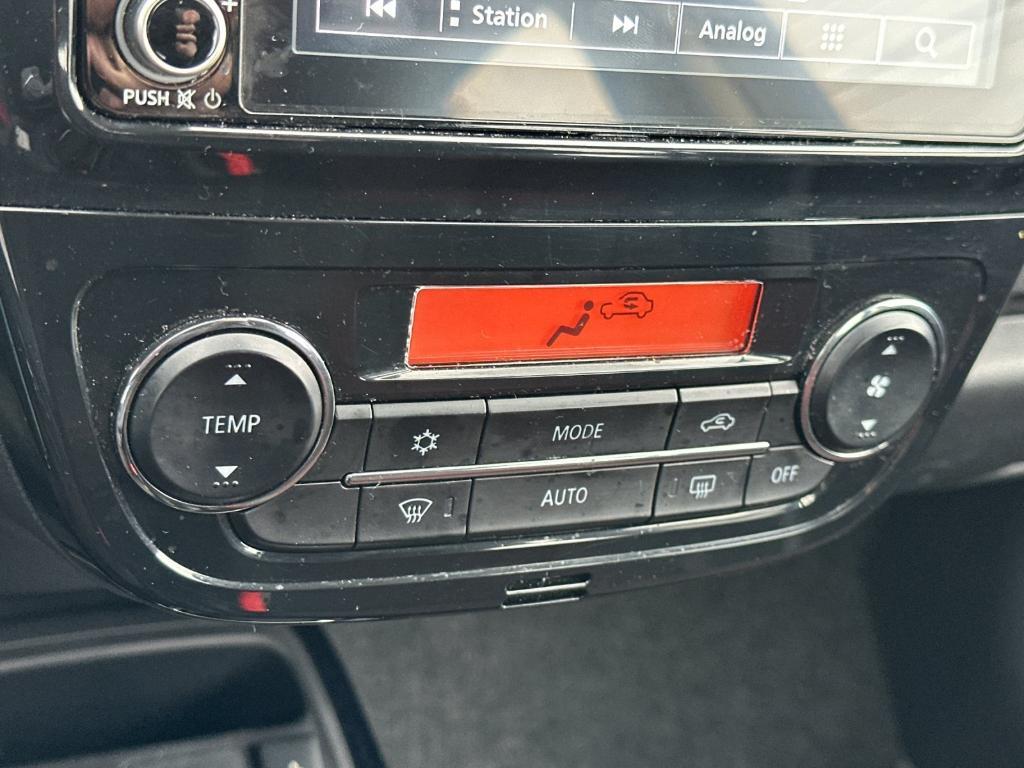 Station
Analog
PUSH
TEMP
MODE
AUTO
OFF